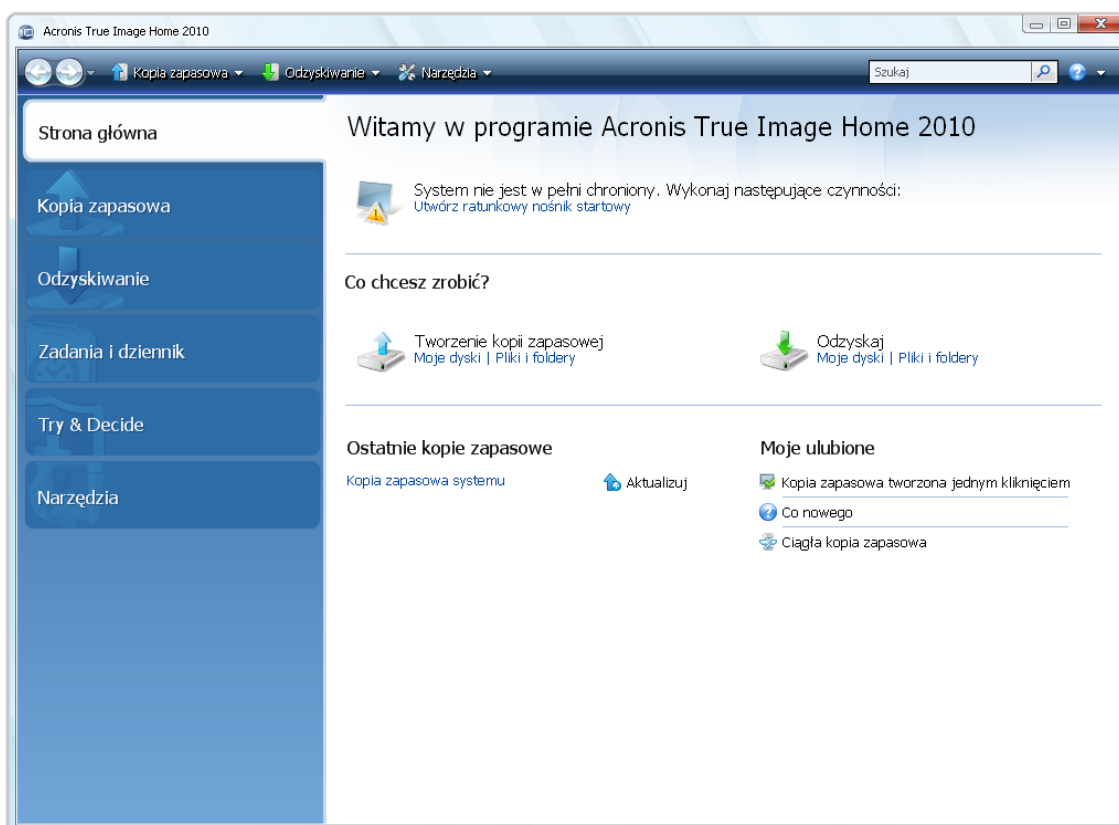 Acronis True Image Home 2010
Kopia zapasowa
Odzyskiwanie
Narzędzia
Szukaj
Strona główna
Kopia zapasowa
Odzyskiwanie
Zadania i dziennik
Try & Decide
Narzędzia
Witamy w programie Acronis True Image Home 2010
System nie jest w pełni chroniony. Wykonaj następujące czynności:
Utwórz ratunkowy nośnik startowy
Co chcesz zrobić?
Tworzenie kopii zapasowej
Moje dyski | Pliki i foldery
Odzyskaj
Moje dyski | Pliki i foldery
Ostatnie kopie zapasowe
Kopia zapasowa systemu
Aktualizuj
Moje ulubione
Kopia zapasowa tworzona jednym kliknięciem
Co nowego
Ciągła kopia zapasowa